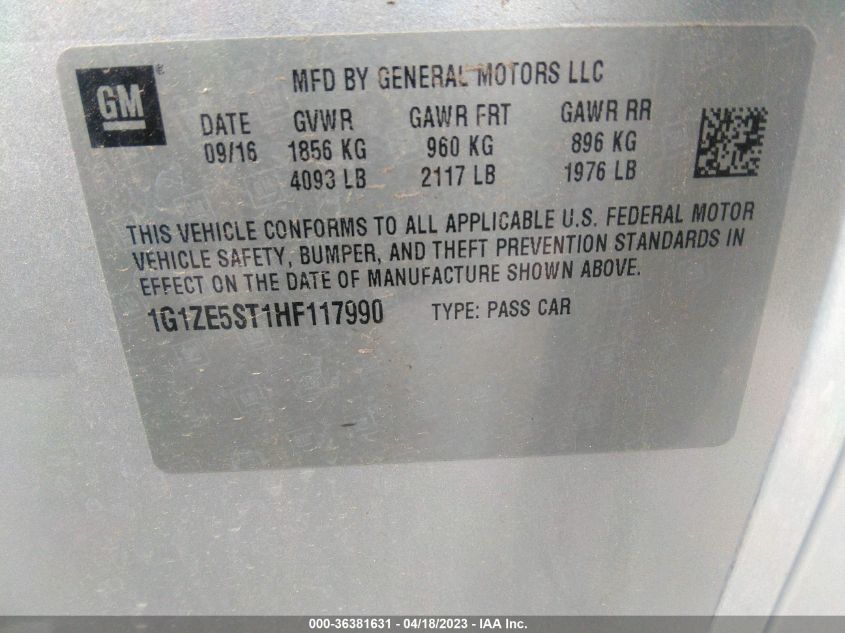 GM
MFD BY GENERAL MOTORS LLC
DATE GVWR GAWR FRT GAWR RR
09/16 1856 KG 960 KG 896 KG
4093 LB 2117 LB 1976 LB
THIS VEHICLE CONFORMS TO ALL APPLICABLE U.S. FEDERAL MOTOR
VEHICLE SAFETY, BUMPER, AND THEFT PREVENTION STANDARDS IN
EFFECT ON THE DATE OF MANUFACTURE SHOWN ABOVE.
1G1ZE5ST1HF117990 TYPE: PASS CAR
000-36381631 - 04/18/2023 - IAA Inc.